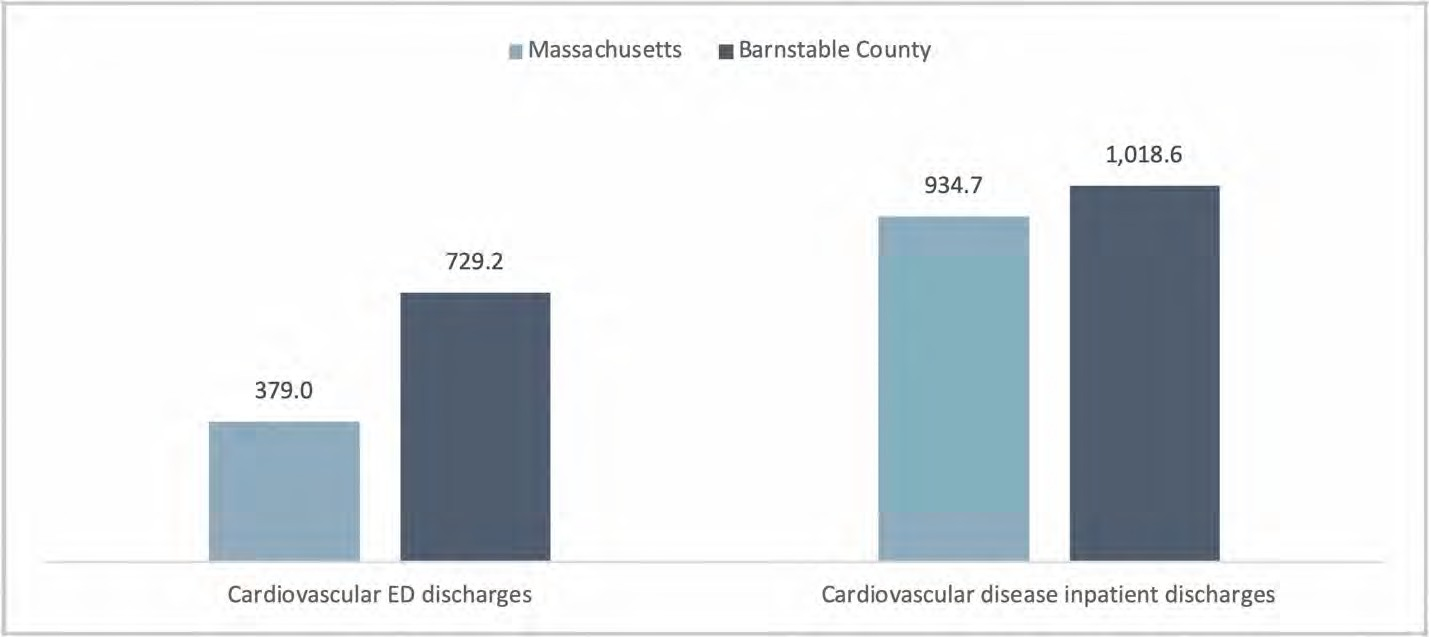 Massachusetts Barnstable County
1,018.6
934.7
729.2
379.0
Cardiovascular ED discharges Cardiovascular disease inpatient discharges